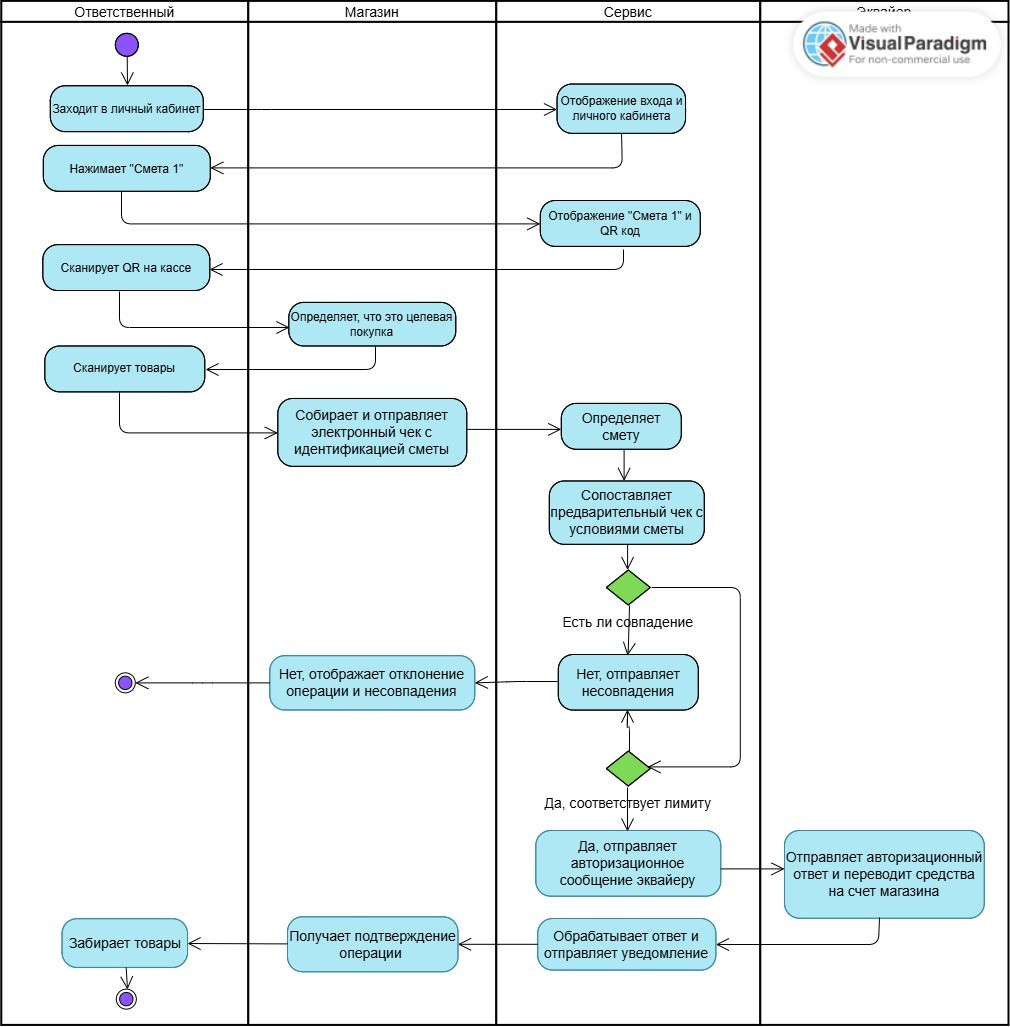 Ответственный
Магазин
Сервис
Эквайер
Made with
Visual Paradigm
For non-commercial use
Заходит в личный кабинет
Отображение входа и
личного кабинета
Нажимает "Смета 1"
Отображение "Смета 1" и
QR код
Сканирует QR на кассе
Определяет, что это целевая
покупка
Сканирует товары
Собирает и отправляет
электронный чек с
идентификацией сметы
Определяет
смету
Сопоставляет
предварительный чек с
условиями сметы
Есть ли совпадение
Нет, отправляет
несовпадения
Нет, отображает отклонение
операции и несовпадения
Да, соответствует лимиту
Да, отправляет
авторизационное
сообщение эквайеру
Отправляет авторизационный
ответ и переводит средства
на счет магазина
Обрабатывает ответ и
отправляет уведомление
Получает подтверждение
операции
Забирает товары